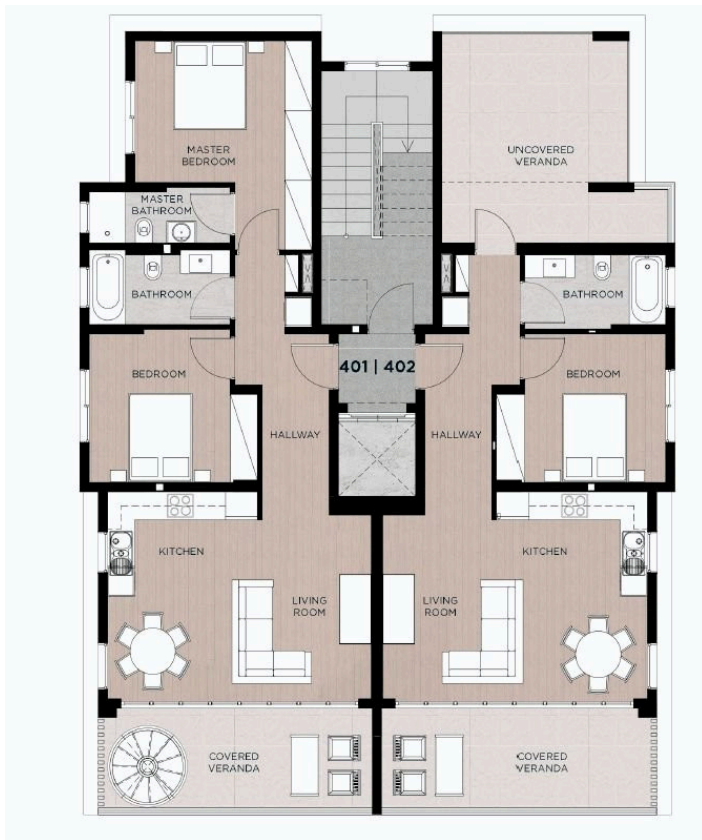 MASTER
BEDROOM
UNCOVERED
VERANDA
MASTER
BATHROOM
BATHROOM
BATHROOM
401 | 402
BEDROOM
BEDROOM
HALLWAY
HALLWAY
KITCHEN
KITCHEN
LIVING
ROOM
LIVING
ROOM
COVERED
VERANDA
COVERED
VERANDA